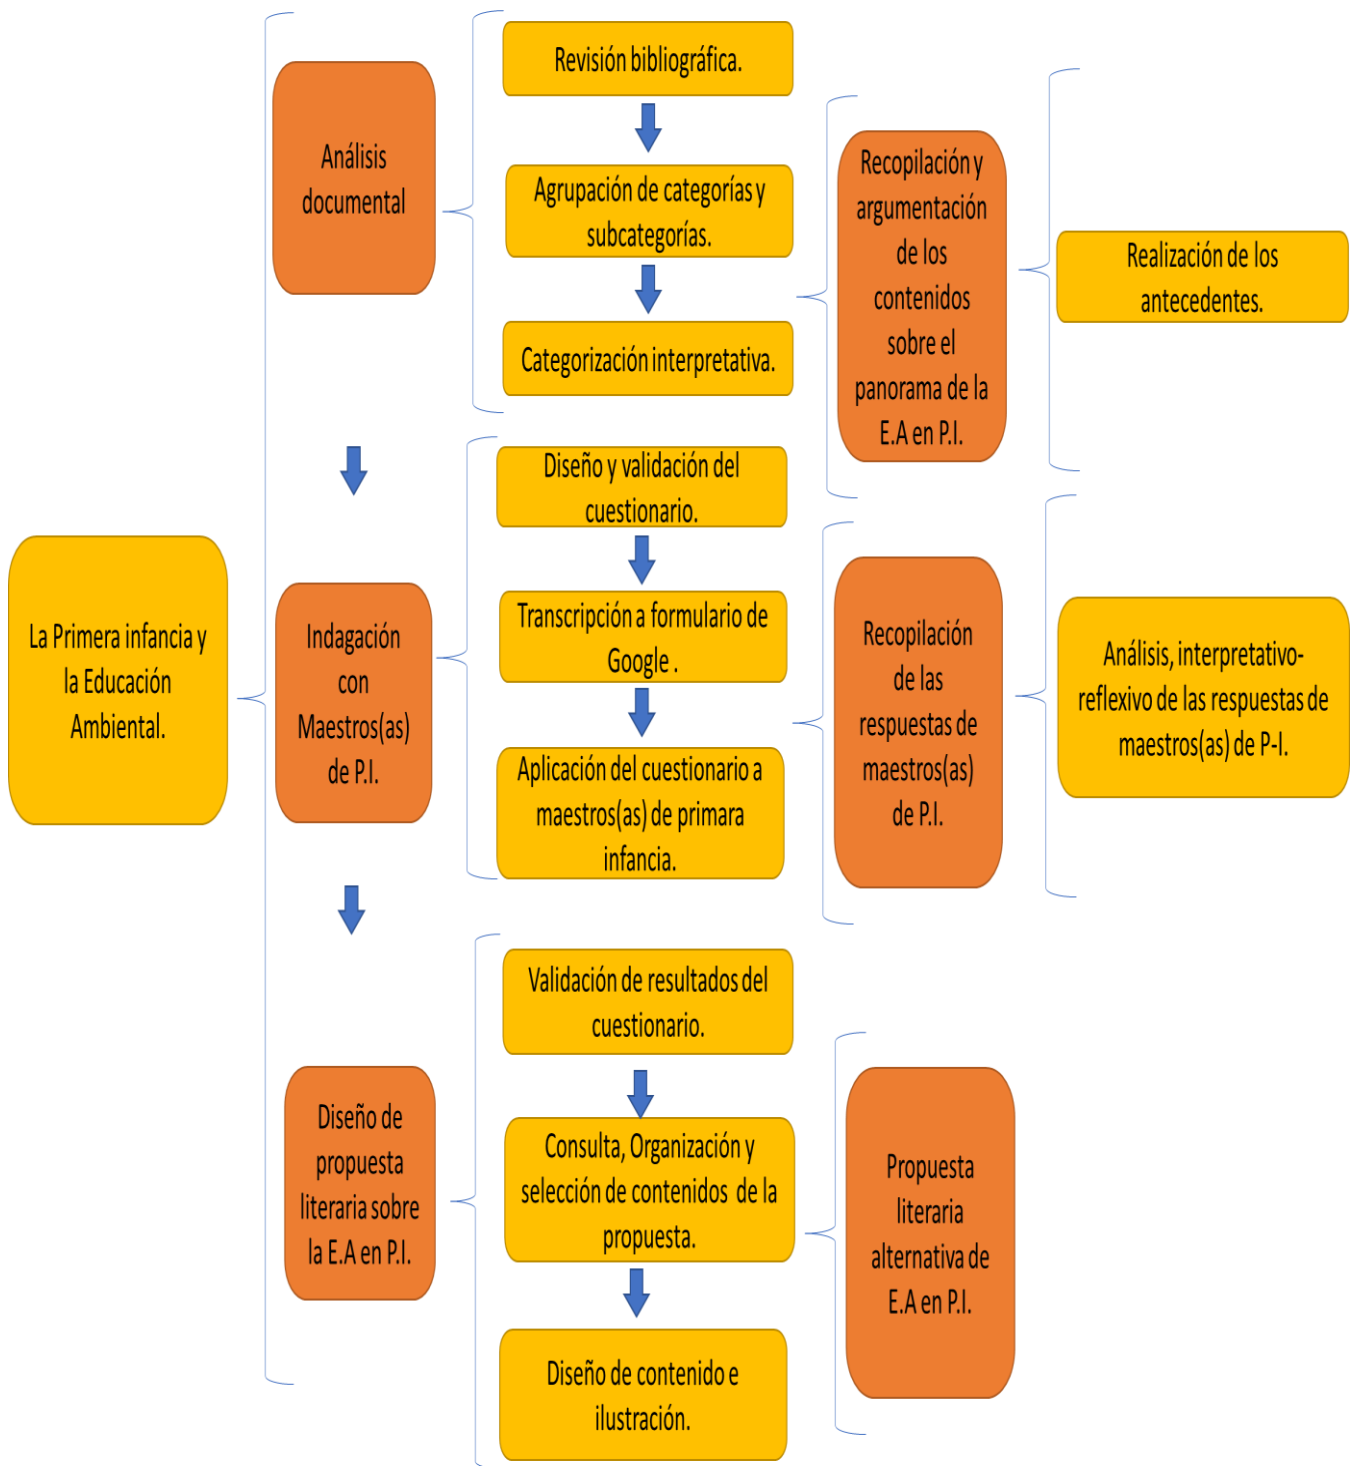 La Primera infancia y
la Educación
Ambiental.
Análisis
documental
Revisión bibliográfica.
Agrupación de categorías y
subcategorías.
Categorización interpretativa.
Recopilación y
argumentación
de los
contenidos
sobre el
panorama de la
E.A en P.I.
Realización de los
antecedentes.
Indagación
con
Maestros(as)
de P.I.
Diseño y validación del
cuestionario.
Transcripción a formulario de
Google .
Aplicación del cuestionario a
maestros(as) de primara
infancia.
Recopilación
de las
respuestas de
maestros(as)
de P.I.
Análisis, interpretativo-
reflexivo de las respuestas de
maestros(as) de P-I.
Diseño de
propuesta
literaria sobre
la E.A en P.I.
Validación de resultados del
cuestionario.
Consulta, Organización y
selección de contenidos  de la
propuesta.
Diseño de contenido e
ilustración.
Propuesta
literaria
alternativa de
E.A en P.I.